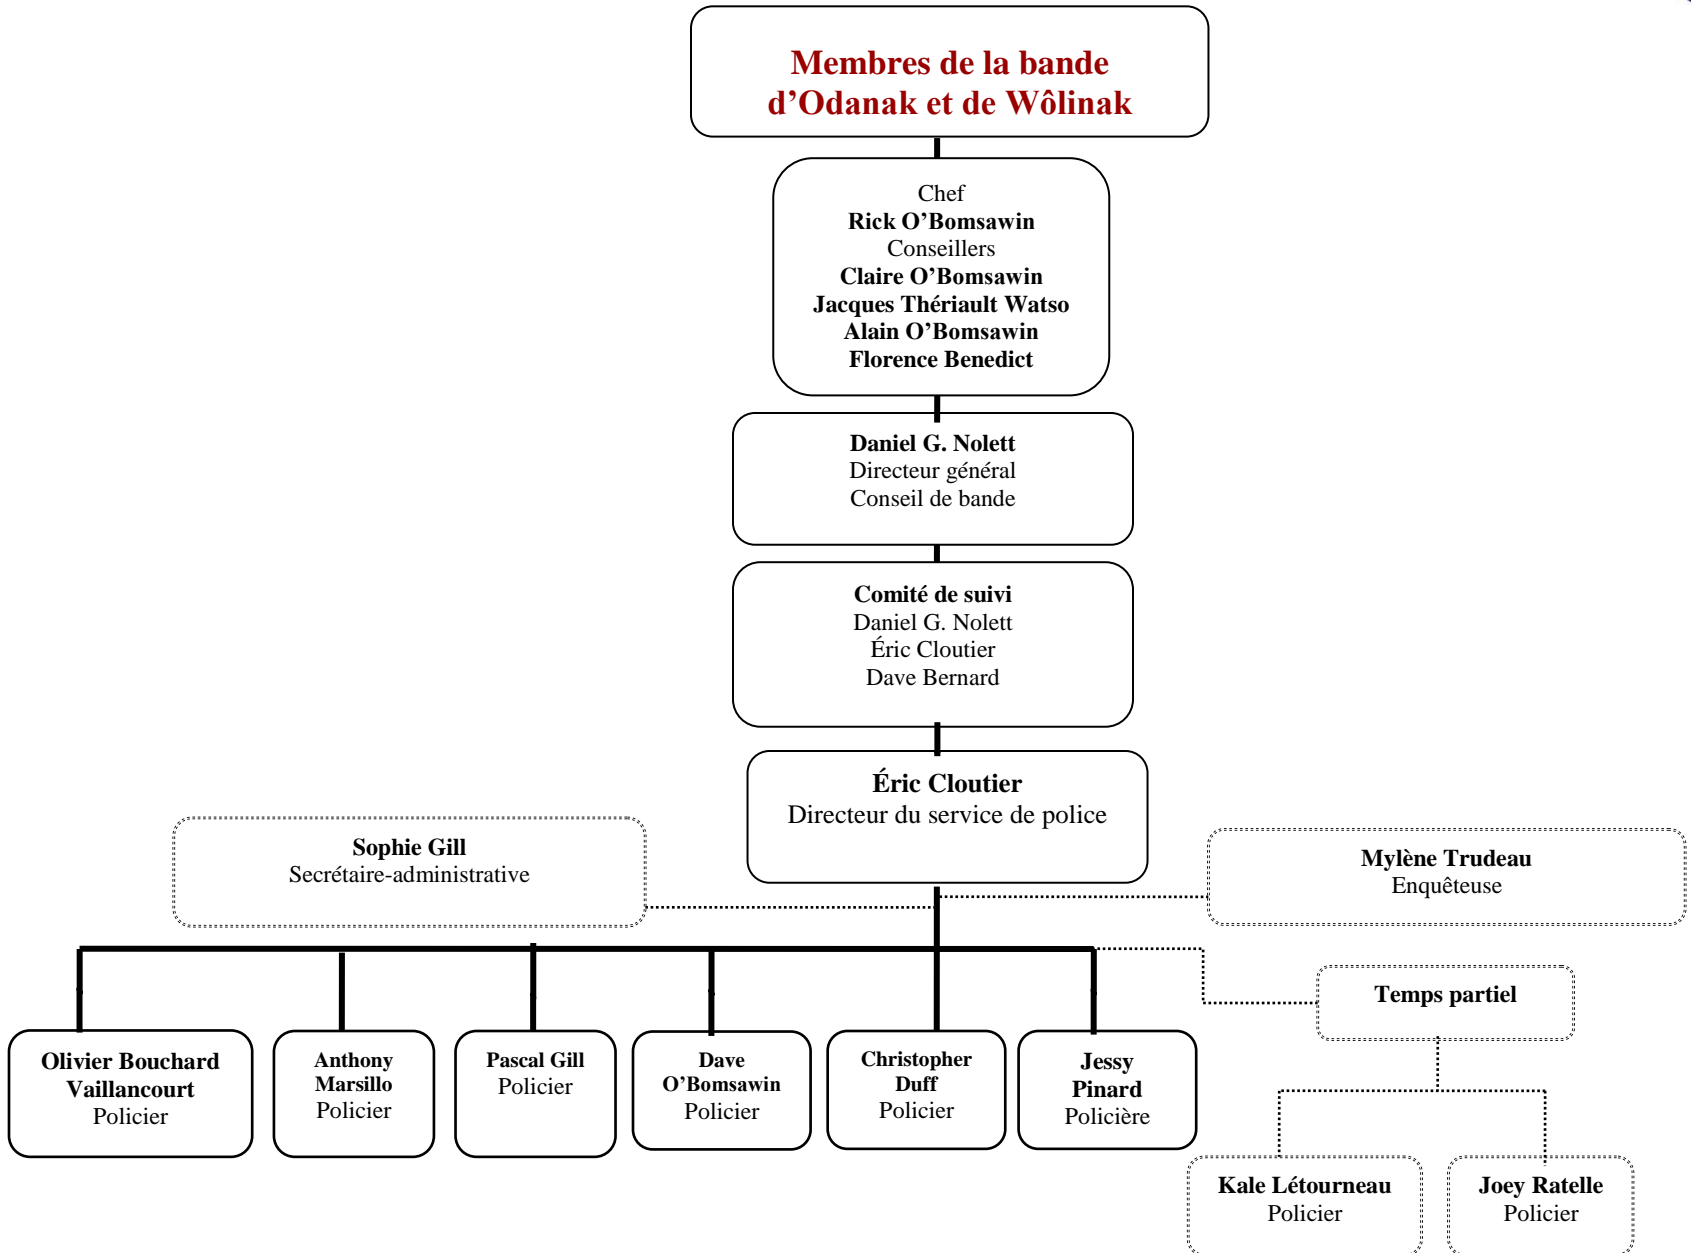 Membres de la bande
d’Odanak et de Wôlinak
Chef
Rick O’Bomsawin
Conseillers
Claire O’Bomsawin
Jacques Thériault Watso
Alain O’Bomsawin
Florence Benedict
Daniel G. Nolett
Directeur général
Conseil de bande
Comité de suivi
Daniel G. Nolett
Éric Cloutier
Dave Bernard
Éric Cloutier
Directeur du service de police
Sophie Gill
Secrétaire-administrative
Mylène Trudeau
Enquêteuse
Temps partiel
Olivier Bouchard
Vaillancourt
Policier
Anthony
Marsillo
Policier
Pascal Gill
Policier
Dave
O’Bomsawin
Policier
Christopher
Duff
Policier
Jessy
Pinard
Policière
Kale Létourneau
Policier
Joey Ratelle
Policier